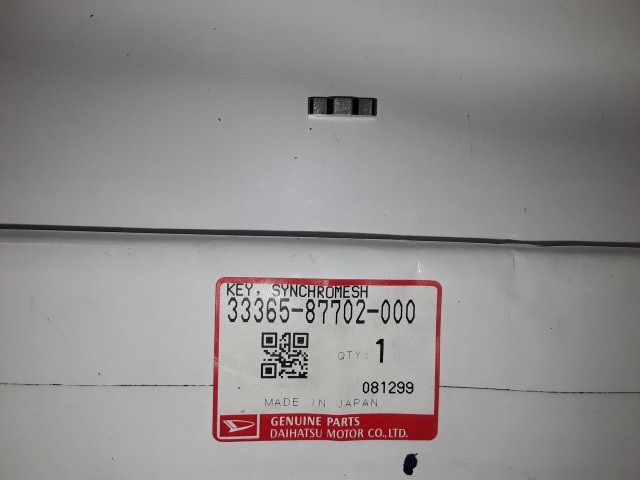 KEY, SYNCHROMESH
33365-87702-000
QTY: 1
081299
MADE IN JAPAN
GENUINE PARTS
DAIHATSU MOTOR CO., LTD.